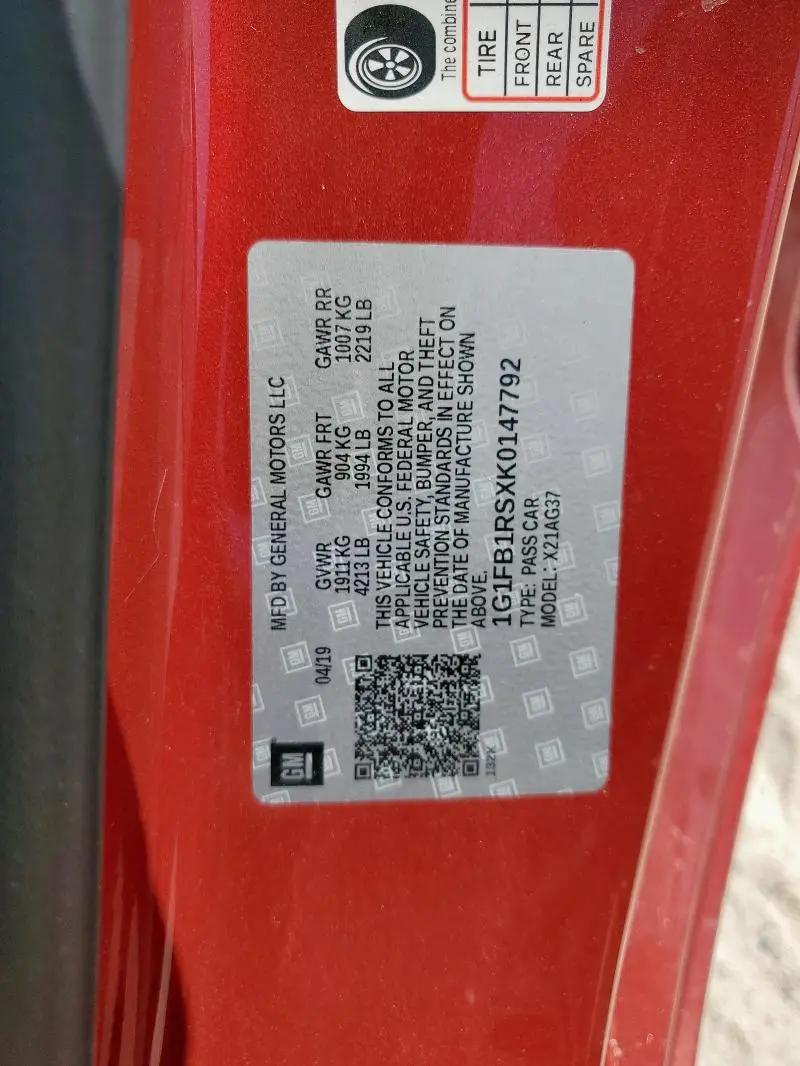 The combine
TIRE
FRONT
REAR
SPARE
MFD BY GENERAL MOTORS LLC
04/19
GVWR GAWR FRT GAWR RR
1911 KG 904 KG 1007 KG
4213 LB 1994 LB 2219 LB
THIS VEHICLE CONFORMS TO ALL
APPLICABLE U.S. FEDERAL MOTOR
VEHICLE SAFETY, BUMPER, AND THEFT
PREVENTION STANDARDS IN EFFECT ON
THE DATE OF MANUFACTURE SHOWN
ABOVE.
1G1FB1RSXK0147792
TYPE: PASS CAR
MODEL: X21AG37
GM
132K